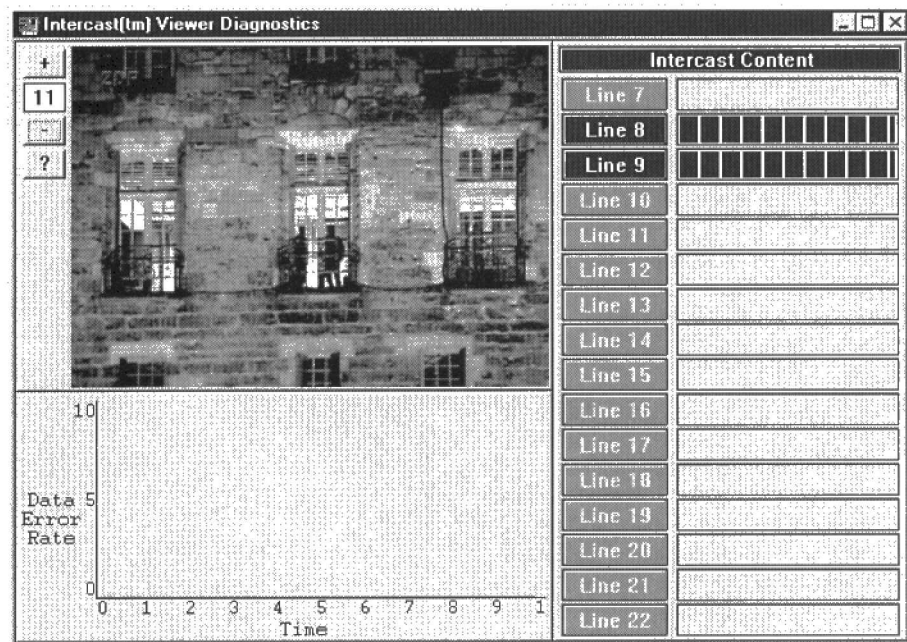 Intercast(tm) Viewer Diagnostics
+
11
-
?
ZDF
Intercast Content
Line 7
Line 8
Line 9
Line 10
Line 11
Line 12
Line 13
Line 14
Line 15
Line 16
Line 17
Line 18
Line 19
Line 20
Line 21
Line 22
10
5
0
Data
Error
Rate
0 1 2 3 4 5 6 7 8 9 1
Time